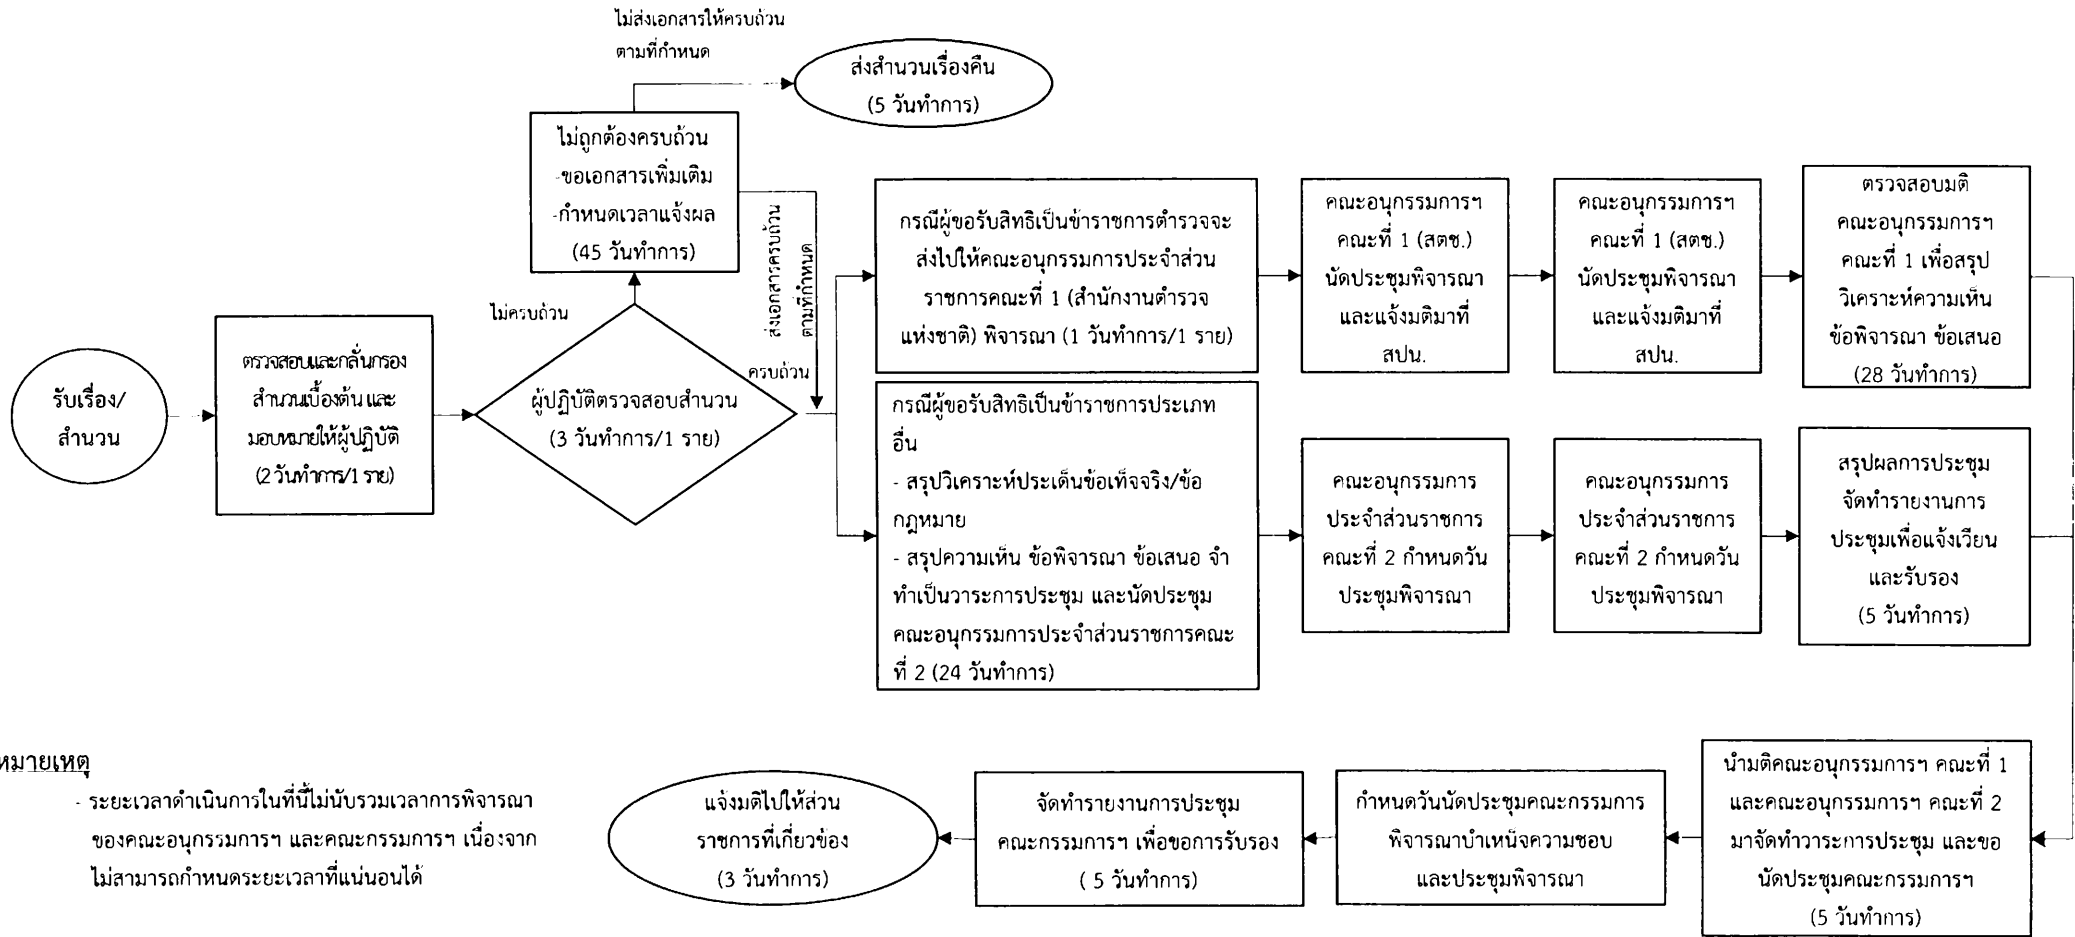 ไม่ส่งเอกสารให้ครบถ้วน
ตามที่กำหนด
ส่งสำนวนเรื่องคืน
(5 วันทำการ)
ไม่ถูกต้องครบถ้วน
-ขอเอกสารเพิ่มเติม
-กำหนดเวลาแจ้งผล
(45 วันทำการ)
ส่งเอกสารครบถ้วน
ตามที่กำหนด
ไม่ครบถ้วน
ครบถ้วน
รับเรื่อง/
สำนวน
ตรวจสอบและกลั่นกรอง
สำนวนเบื้องต้น และ
มอบหมายให้ผู้ปฏิบัติ
(2 วันทำการ/1 ราย)
ผู้ปฏิบัติตรวจสอบสำนวน
(3 วันทำการ/1 ราย)
กรณีผู้ขอรับสิทธิเป็นข้าราชการตำรวจจะ
ส่งไปให้คณะอนุกรรมการประจำส่วน
ราชการคณะที่ 1 (สำนักงานตำรวจ
แห่งชาติ) พิจารณา (1 วันทำการ/1 ราย)
คณะอนุกรรมการฯ
คณะที่ 1 (สตช.)
นัดประชุมพิจารณา
และแจ้งมติมาที่
สปน.
คณะอนุกรรมการฯ
คณะที่ 1 (สตช.)
นัดประชุมพิจารณา
และแจ้งมติมาที่
สปน.
ตรวจสอบมติ
คณะอนุกรรมการฯ
คณะที่ 1 เพื่อสรุป
วิเคราะห์ความเห็น
ข้อพิจารณา ข้อเสนอ
(28 วันทำการ)
กรณีผู้ขอรับสิทธิเป็นข้าราชการประเภท
อื่น
- สรุปวิเคราะห์ประเด็นข้อเท็จจริง/ข้อ
กฎหมาย
- สรุปความเห็น ข้อพิจารณา ข้อเสนอ จำ
ทำเป็นวาระการประชุม และนัดประชุม
คณะอนุกรรมการประจำส่วนราชการคณะ
ที่ 2 (24 วันทำการ)
คณะอนุกรรมการ
ประจำส่วนราชการ
คณะที่ 2 กำหนดวัน
ประชุมพิจารณา
คณะอนุกรรมการ
ประจำส่วนราชการ
คณะที่ 2 กำหนดวัน
ประชุมพิจารณา
สรุปผลการประชุม
จัดทำรายงานการ
ประชุมเพื่อแจ้งเวียน
และรับรอง
(5 วันทำการ)
นำมติคณะอนุกรรมการฯ คณะที่ 1
และคณะอนุกรรมการฯ คณะที่ 2
มาจัดทำวาระการประชุม และขอ
นัดประชุมคณะกรรมการฯ
(5 วันทำการ)
กำหนดวันนัดประชุมคณะกรรมการ
พิจารณาบำเหน็จความชอบ
และประชุมพิจารณา
จัดทำรายงานการประชุม
คณะกรรมการฯ เพื่อขอการรับรอง
( 5 วันทำการ)
แจ้งมติไปให้ส่วน
ราชการที่เกี่ยวข้อง
(3 วันทำการ)
หมายเหตุ
- ระยะเวลาดำเนินการในที่นี้ไม่นับรวมเวลาการพิจารณา
ของคณะอนุกรรมการฯ และคณะกรรมการฯ เนื่องจาก
ไม่สามารถกำหนดระยะเวลาที่แน่นอนได้